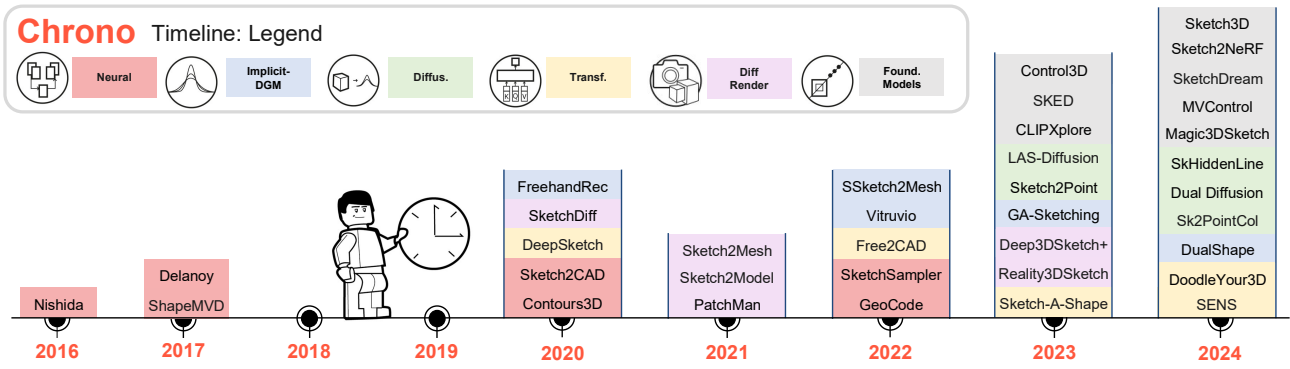 Chrono Timeline: Legend
Neural
Implicit-
DGM
Diffus.
K Q V
Transf.
Diff
Render
Found.
Models
Nishida
Delanoy
ShapeMVD
FreehandRec
SketchDiff
DeepSketch
Sketch2CAD
Contours3D
Sketch2Mesh
Sketch2Model
PatchMan
SSketch2Mesh
Vitruvio
Free2CAD
SketchSampler
GeoCode
Control3D
SKED
CLIPXplore
LAS-Diffusion
Sketch2Point
GA-Sketching
Deep3DSketch+
Reality3DSketch
Sketch-A-Shape
Sketch3D
Sketch2NeRF
SketchDream
MVControl
Magic3DSketch
SkHiddenLine
Dual Diffusion
Sk2PointCol
DualShape
DoodleYour3D
SENS
2016 2017 2018 2019 2020 2021 2022 2023 2024